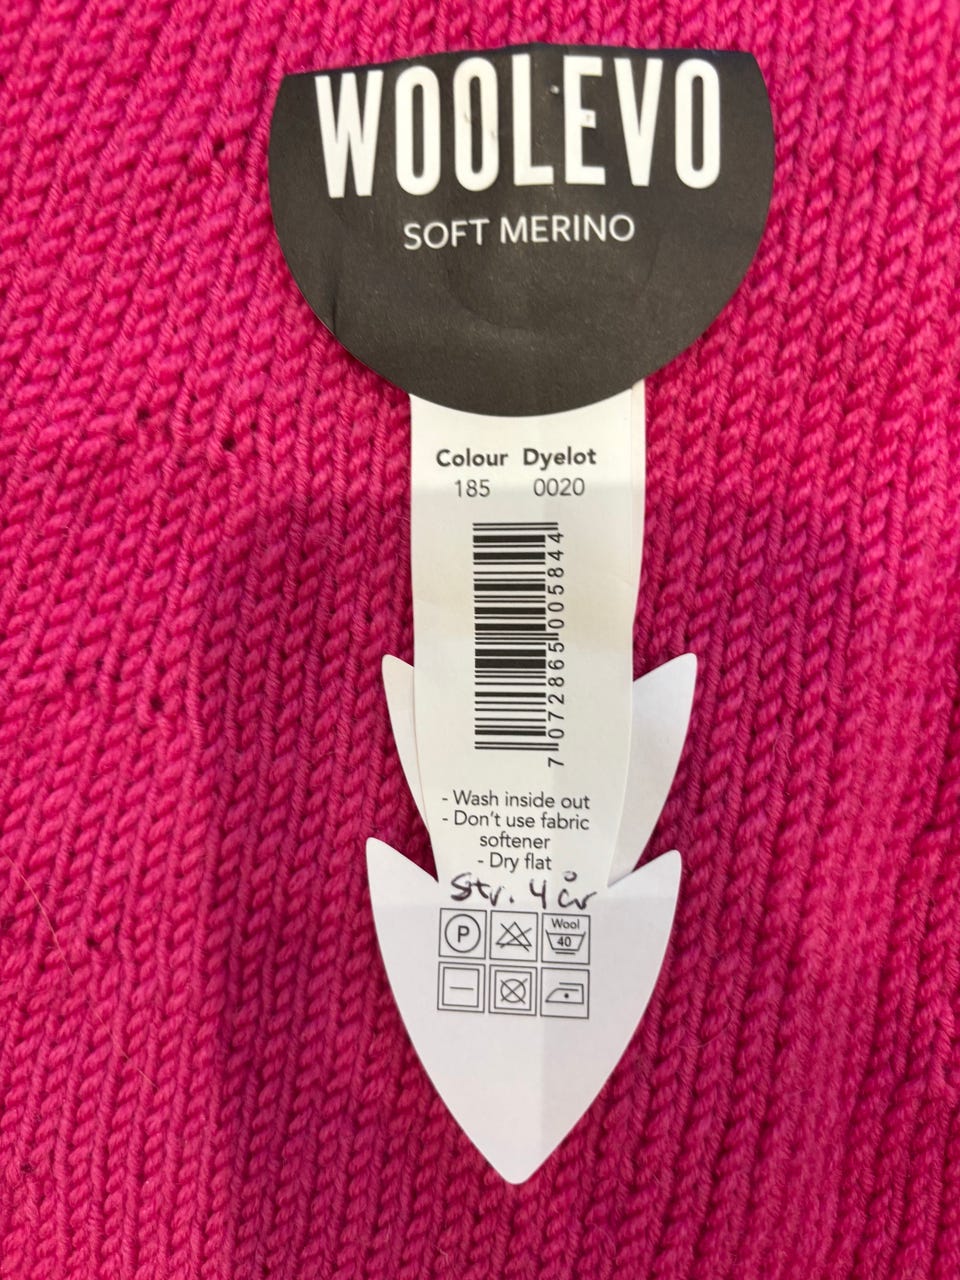 WOOLEVO
SOFT MERINO
Colour Dyelot
185 0020
7 072865 005844
- Wash inside out
- Don't use fabric
softener
- Dry flat
Str. 4 år
P
Wool
40